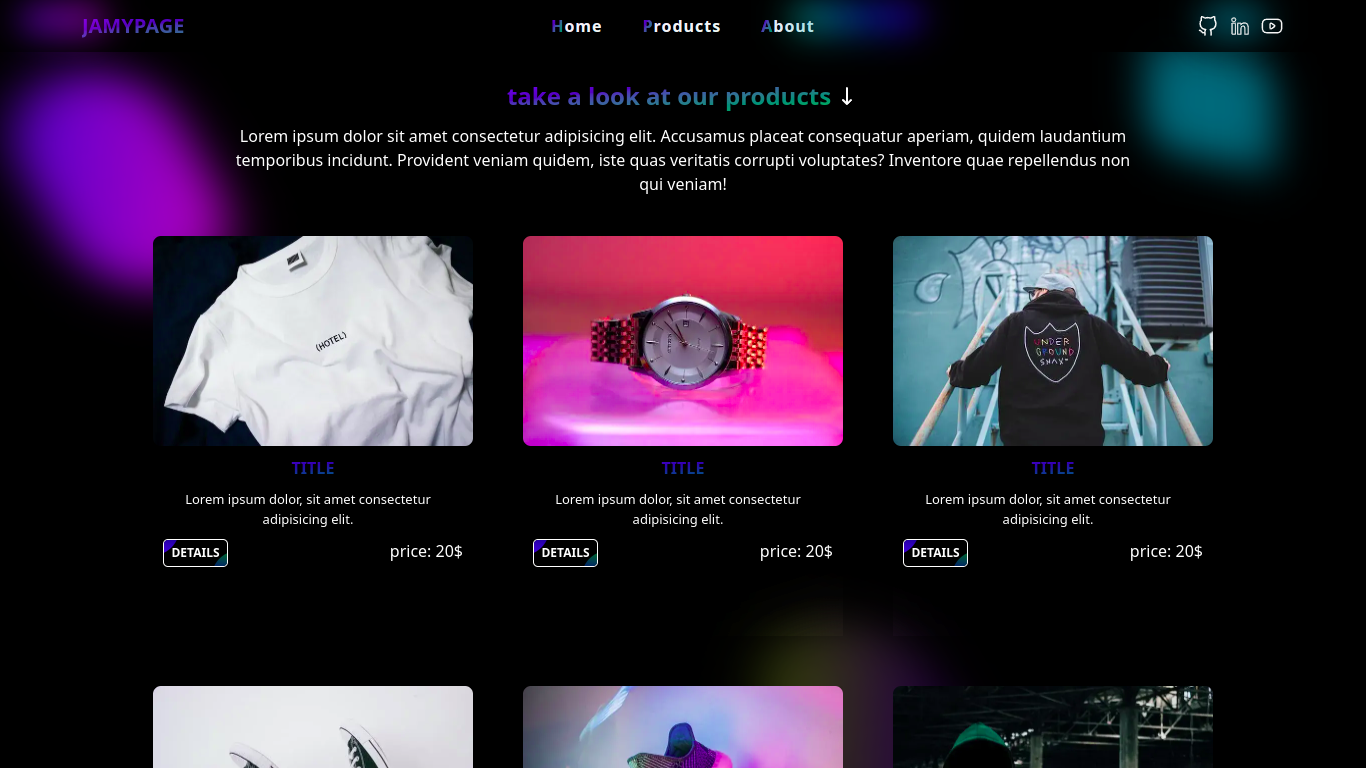 JAMYPAGE
Home Products About
take a look at our products ↓
Lorem ipsum dolor sit amet consectetur adipisicing elit. Accusamus placeat consequatur aperiam, quidem laudantium
temporibus incidunt. Provident veniam quidem, iste quas veritatis corrupti voluptates? Inventore quae repellendus non
qui veniam!
(HOTEL)
UNDER
GROUND
SNAX
TITLE
Lorem ipsum dolor, sit amet consectetur
adipisicing elit.
DETAILS
price: 20$
TITLE
Lorem ipsum dolor, sit amet consectetur
adipisicing elit.
DETAILS
price: 20$
TITLE
Lorem ipsum dolor, sit amet consectetur
adipisicing elit.
DETAILS
price: 20$